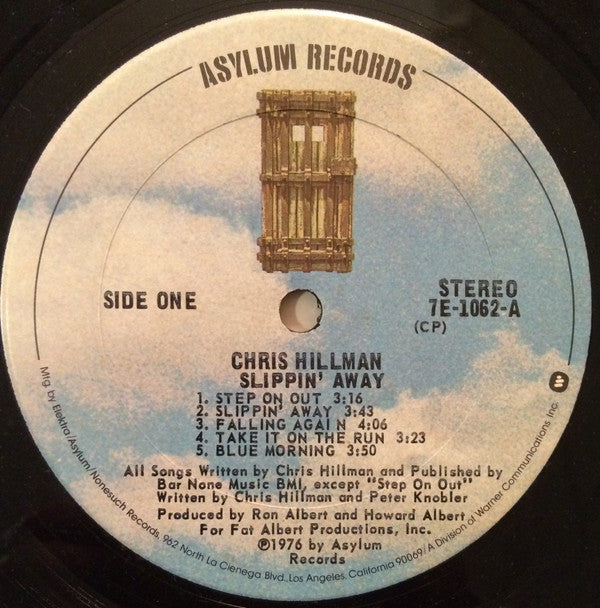 ASYLUM RECORDS
SIDE ONE
STEREO
7E-1062-A
(CP)
CHRIS HILLMAN
SLIPPIN' AWAY
1. STEP ON OUT 3:16
2. SLIPPIN' AWAY 3:43
3. FALLING AGAIN 4:06
4. TAKE IT ON THE RUN 3:23
5. BLUE MORNING 3:50
All Songs Written by Chris Hillman and Published by
Bar None Music BMI, except "Step On Out"
Written by Chris Hillman and Peter Knobler
Produced by Ron Albert and Howard Albert
For Fat Albert Productions, Inc.
℗1976 by Asylum
Records
Mfg. by Elektra/Asylum/Nonesuch Records, 962 North La Cienega Blvd., Los Angeles, California 90069/A Division of Warner Communications Inc.